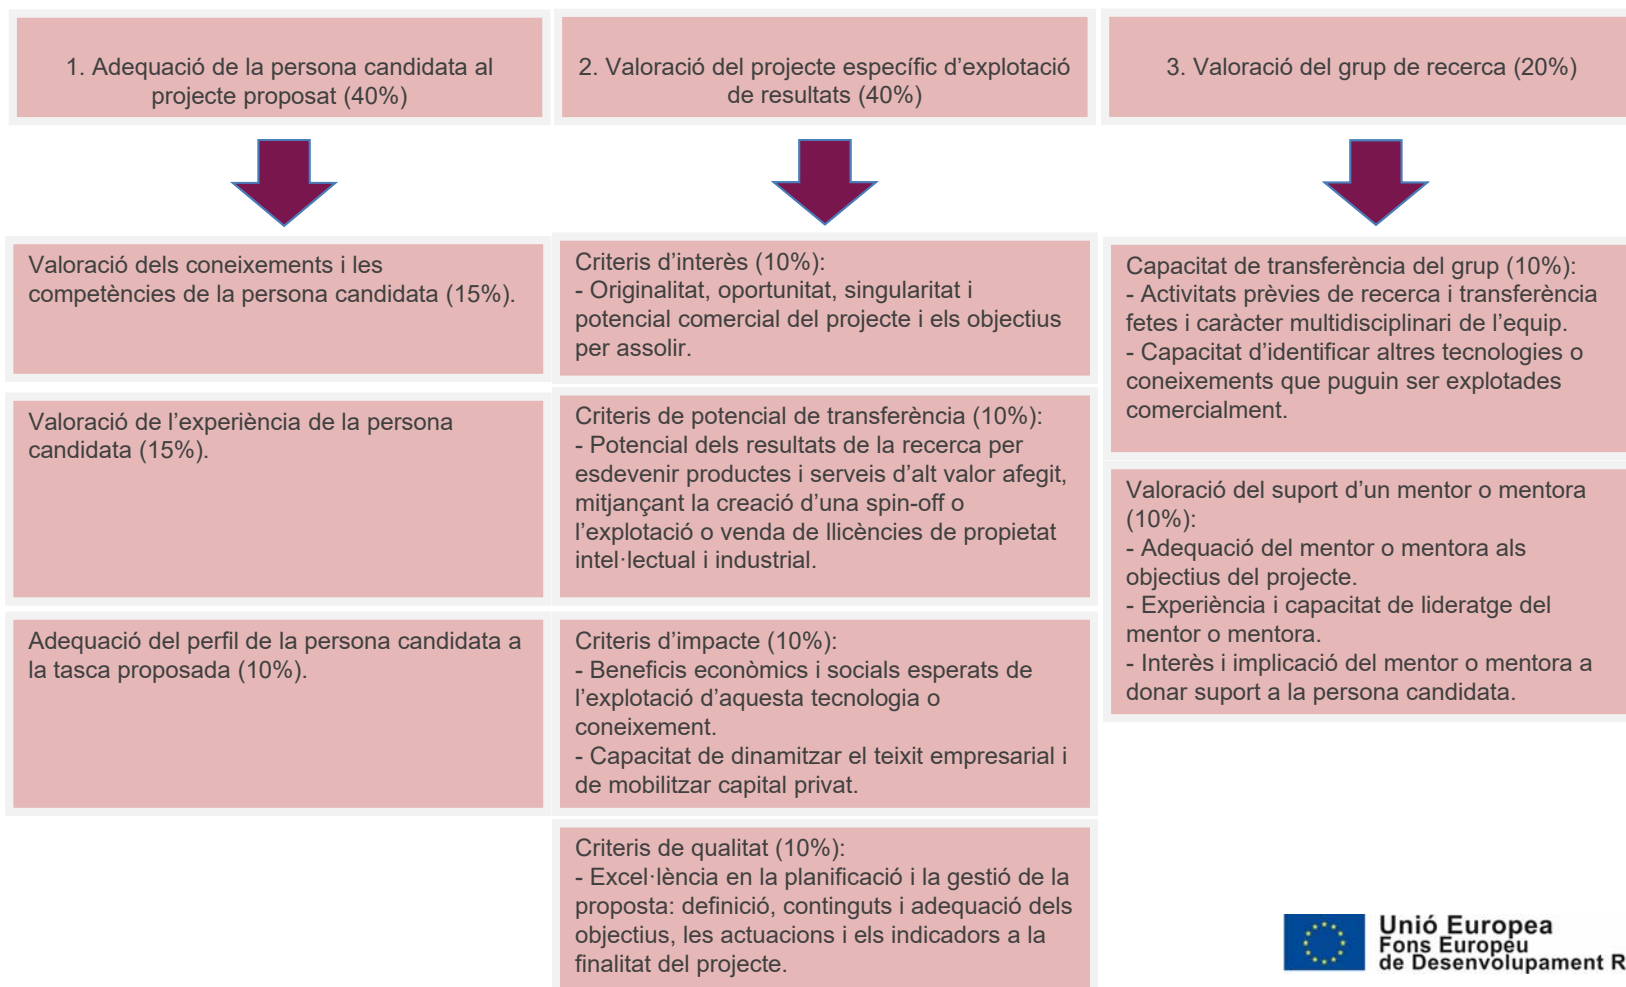 1. Adequació de la persona candidata al
projecte proposat (40%)
2. Valoració del projecte específic d’explotació
de resultats (40%)
3. Valoració del grup de recerca (20%)
Valoració dels coneixements i les
competències de la persona candidata (15%).
Valoració de l’experiència de la persona
candidata (15%).
Adequació del perfil de la persona candidata a
la tasca proposada (10%).
Criteris d’interès (10%):
- Originalitat, oportunitat, singularitat i
potencial comercial del projecte i els objectius
per assolir.
Criteris de potencial de transferència (10%):
- Potencial dels resultats de la recerca per
esdevenir productes i serveis d’alt valor afegit,
mitjançant la creació d’una spin-off o
l’explotació o venda de llicències de propietat
intel·lectual i industrial.
Criteris d’impacte (10%):
- Beneficis econòmics i socials esperats de
l’explotació d’aquesta tecnologia o
coneixement.
- Capacitat de dinamitzar el teixit empresarial i
de mobilitzar capital privat.
Criteris de qualitat (10%):
- Excel·lència en la planificació i la gestió de la
proposta: definició, continguts i adequació dels
objectius, les actuacions i els indicadors a la
finalitat del projecte.
Capacitat de transferència del grup (10%):
- Activitats prèvies de recerca i transferència
fetes i caràcter multidisciplinari de l’equip.
- Capacitat d’identificar altres tecnologies o
coneixements que puguin ser explotades
comercialment.
Valoració del suport d’un mentor o mentora
(10%):
- Adequació del mentor o mentora als
objectius del projecte.
- Experiència i capacitat de lideratge del
mentor o mentora.
- Interès i implicació del mentor o mentora a
donar suport a la persona candidata.
Unió Europea
Fons Europeu
de Desenvolupament R